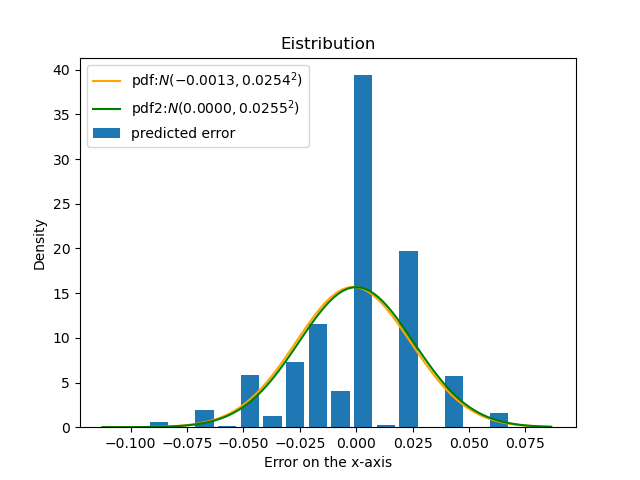 Eistribution
pdf:N(−0.0013, 0.0254²)
pdf2:N(0.0000, 0.0255²)
predicted error
40
35
30
25
20
15
10
5
0
Density
−0.100 −0.075 −0.050 −0.025 0.000 0.025 0.050 0.075
Error on the x-axis